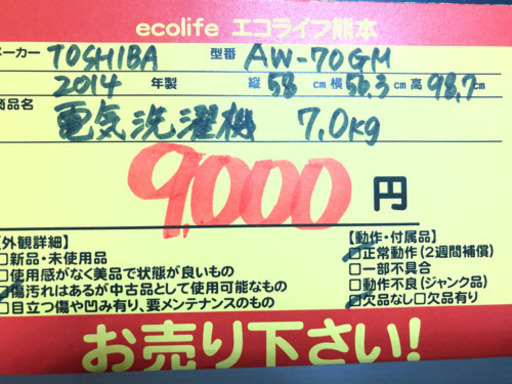 ecolife エコライフ熊本
メーカー TOSHIBA 型番 AW-70GM
2014 年製 縦 58 cm 横 56.3 cm 高 98.7 cm
商品名 電気洗濯機 7.0kg
9,000 円
【外観詳細】
□新品・未使用品
□使用感がなく美品で状態が良いもの
□傷汚れはあるが中古品として使用可能なもの
□目立つ傷や凹み有り、要メンテナンスのもの
【動作・付属品】
□正常動作(2週間補償)
□一部不具合
□動作不良(ジャンク品)
□欠品なし□欠品有り
お売り下さい!